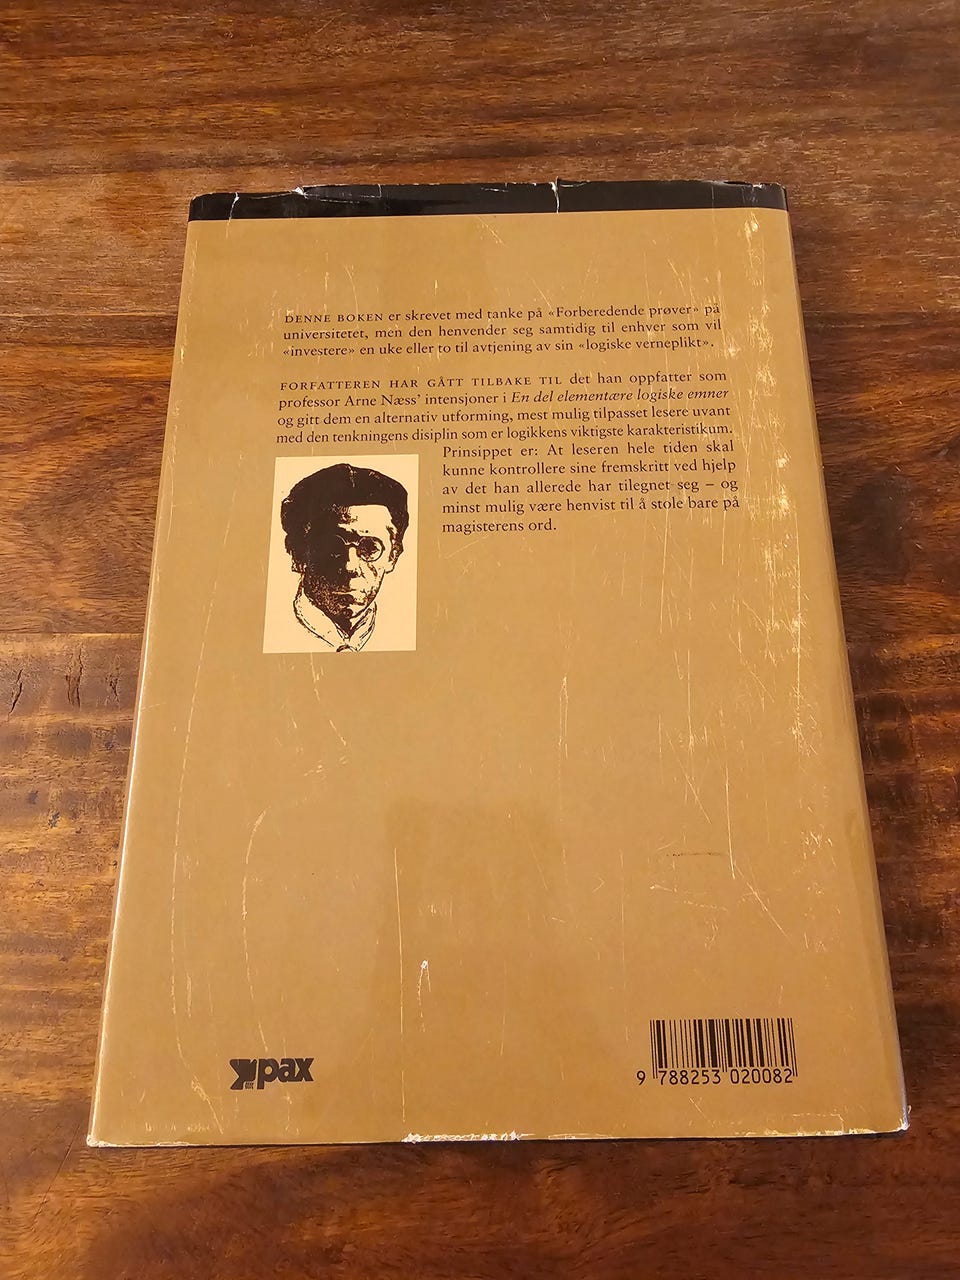 DENNE BOKEN er skrevet med tanke på «Forberedende prøver» på
universitetet, men den henvender seg samtidig til enhver som vil
«investere» en uke eller to til avtjening av sin «logiske verneplikt».
FORFATTEREN HAR GÅTT TILBAKE TIL det han oppfatter som
professor Arne Næss’ intensjoner i En del elementære logiske emner
og gitt dem en alternativ utforming, mest mulig tilpasset lesere uvant
med den tenkningens disiplin som er logikkens viktigste karakteristikum.
Prinsippet er: At leseren hele tiden skal
kunne kontrollere sine fremskritt ved hjelp
av det han allerede har tilegnet seg – og
minst mulig være henvist til å stole bare på
magisterens ord.
pax
9 788253 020082